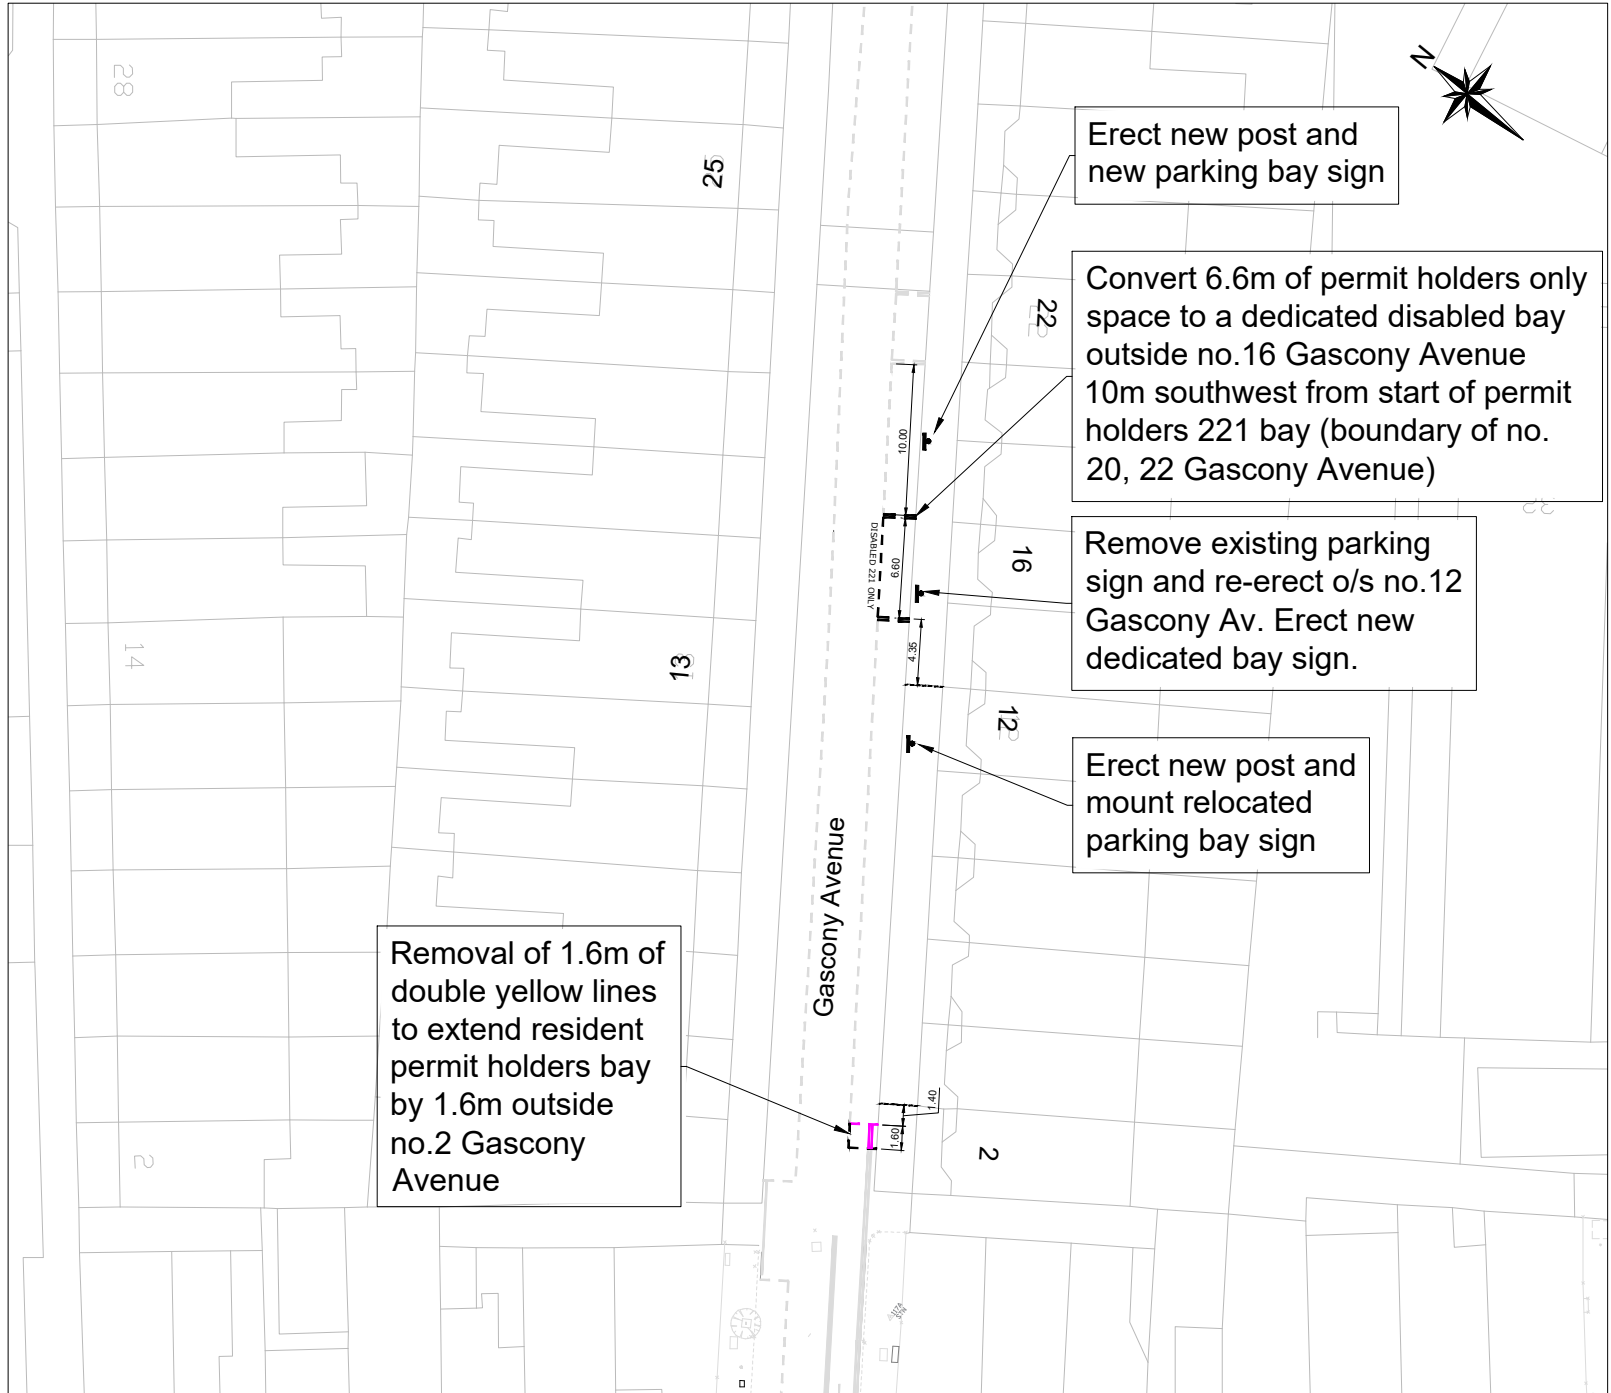 N
28
25
Erect new post and
new parking bay sign
Convert 6.6m of permit holders only
space to a dedicated disabled bay
outside no.16 Gascony Avenue
10m southwest from start of permit
holders 221 bay (boundary of no.
20, 22 Gascony Avenue)
22
10.00
DISABLED 221 ONLY
6.60
16
Remove existing parking
sign and re-erect o/s no.12
Gascony Av. Erect new
dedicated bay sign.
4.35
14
13
12
Erect new post and
mount relocated
parking bay sign
Gascony Avenue
Removal of 1.6m of
double yellow lines
to extend resident
permit holders bay
by 1.6m outside
no.2 Gascony
Avenue
1.40
1.60
2
2